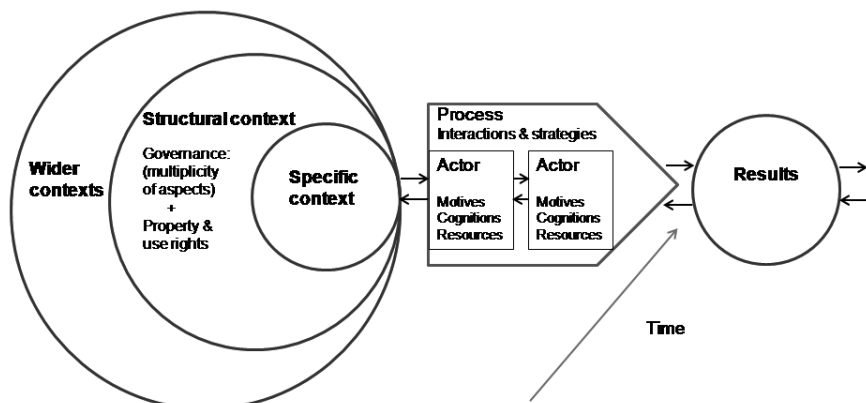 Wider
contexts
Structural context
Governance:
(multiplicity
of aspects)
+
Property &
use rights
Specific
context
Process
Interactions & strategies
Actor
Motives
Cognitions
Resources
Actor
Motives
Cognitions
Resources
Results
Time